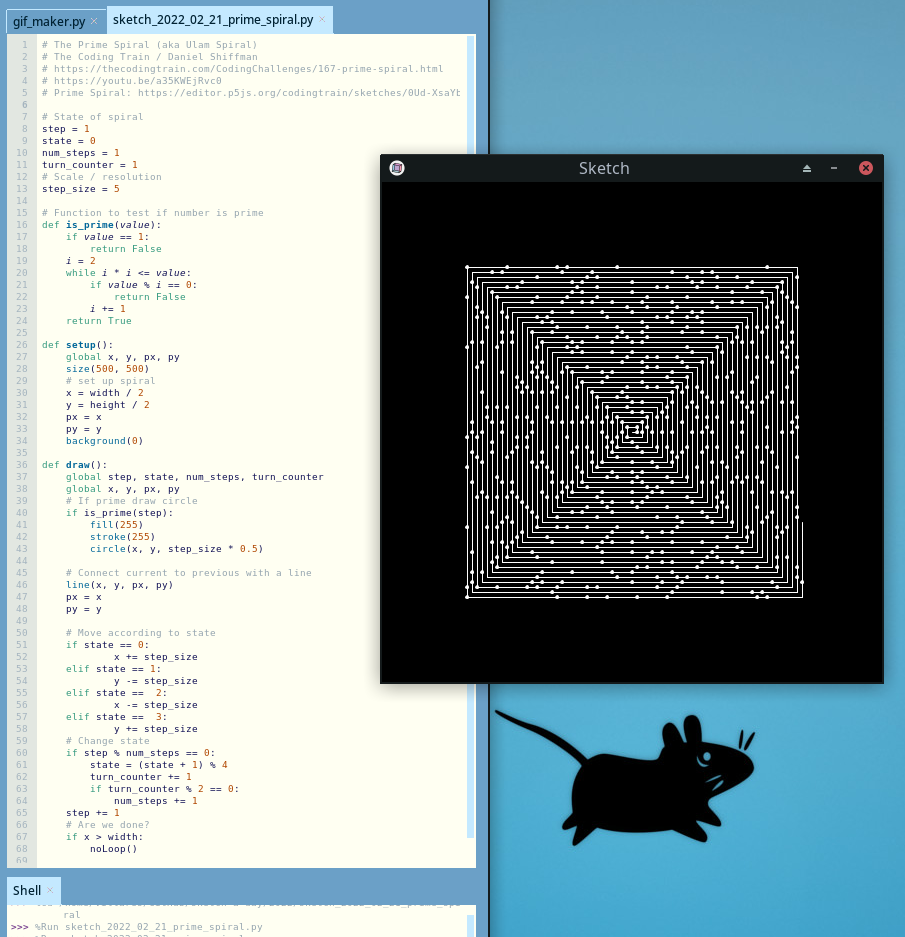 gif_maker.py ×
sketch_2022_02_21_prime_spiral.py ×
1 # The Prime Spiral (aka Ulam Spiral)
2 # The Coding Train / Daniel Shiffman
3 # https://thecodingtrain.com/CodingChallenges/167-prime-spiral.html
4 # https://youtu.be/a35KWEjRvc0
5 # Prime Spiral: https://editor.p5js.org/codingtrain/sketches/0Ud-XsaYb
6
7 # State of spiral
8 step = 1
9 state = 0
10 num_steps = 1
11 turn_counter = 1
12 # Scale / resolution
13 step_size = 5
14
15 # Function to test if number is prime
16 def is_prime(value):
17     if value == 1:
18         return False
19     i = 2
20     while i * i <= value:
21         if value % i == 0:
22             return False
23         i += 1
24     return True
25
26 def setup():
27     global x, y, px, py
28     size(500, 500)
29     # set up spiral
30     x = width / 2
31     y = height / 2
32     px = x
33     py = y
34     background(0)
35
36 def draw():
37     global step, state, num_steps, turn_counter
38     global x, y, px, py
39     # If prime draw circle
40     if is_prime(step):
41         fill(255)
42         stroke(255)
43         circle(x, y, step_size * 0.5)
44
45     # Connect current to previous with a line
46     line(x, y, px, py)
47     px = x
48     py = y
49
50     # Move according to state
51     if state == 0:
52             x += step_size
53     elif state == 1:
54             y -= step_size
55     elif state ==  2:
56             x -= step_size
57     elif state ==  3:
58             y += step_size
59     # Change state
60     if step % num_steps == 0:
61         state = (state + 1) % 4
62         turn_counter += 1
63         if turn_counter % 2 == 0:
64             num_steps += 1
65     step += 1
66     # Are we done?
67     if x > width:
68         noLoop()
69
Sketch
Shell ×
ral
>>> %Run sketch_2022_02_21_prime_spiral.py